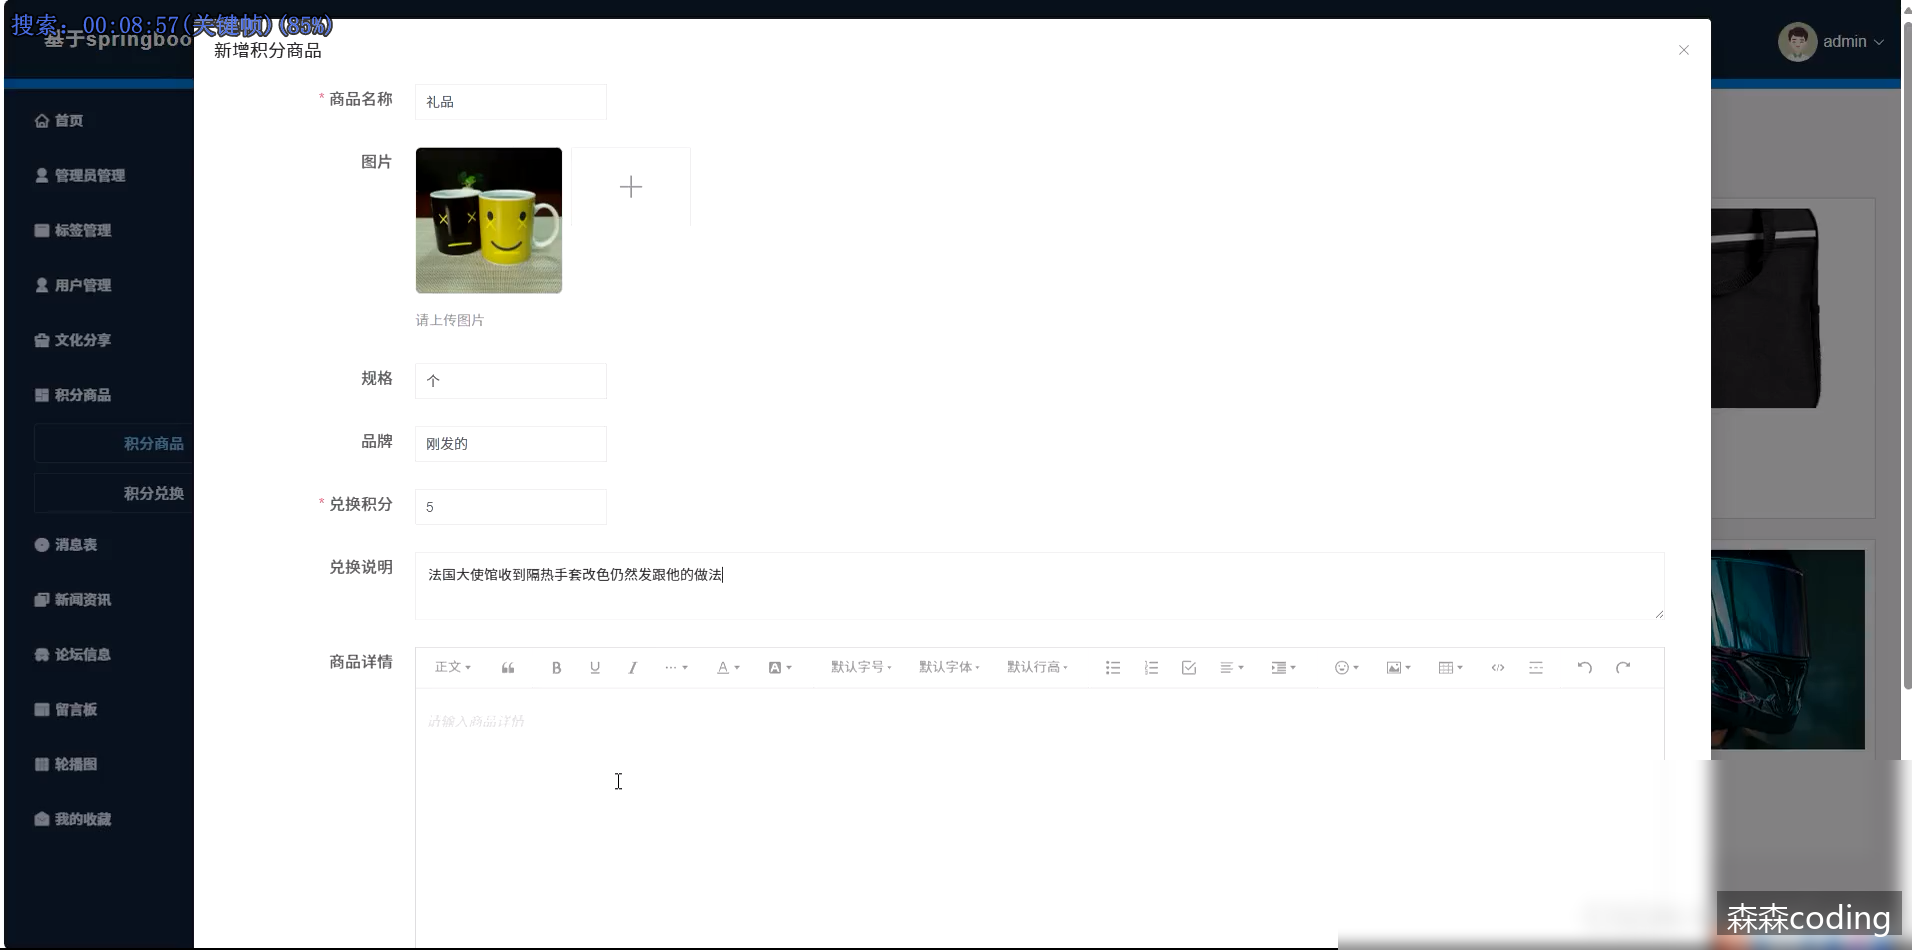 搜索: 00:08:57(关键帧)(85%)
基于springboo
admin
新增积分商品
首页
管理员管理
标签管理
用户管理
文化分享
积分商品
积分商品
积分兑换
消息表
新闻资讯
论坛信息
留言板
轮播图
我的收藏
* 商品名称
礼品
图片
请上传图片
规格
个
品牌
刚发的
* 兑换积分
5
兑换说明
法国大使馆收到隔热手套改色仍然发跟他的做法
商品详情
正文
默认字号
默认字体
默认行高
请输入商品详情
森森coding